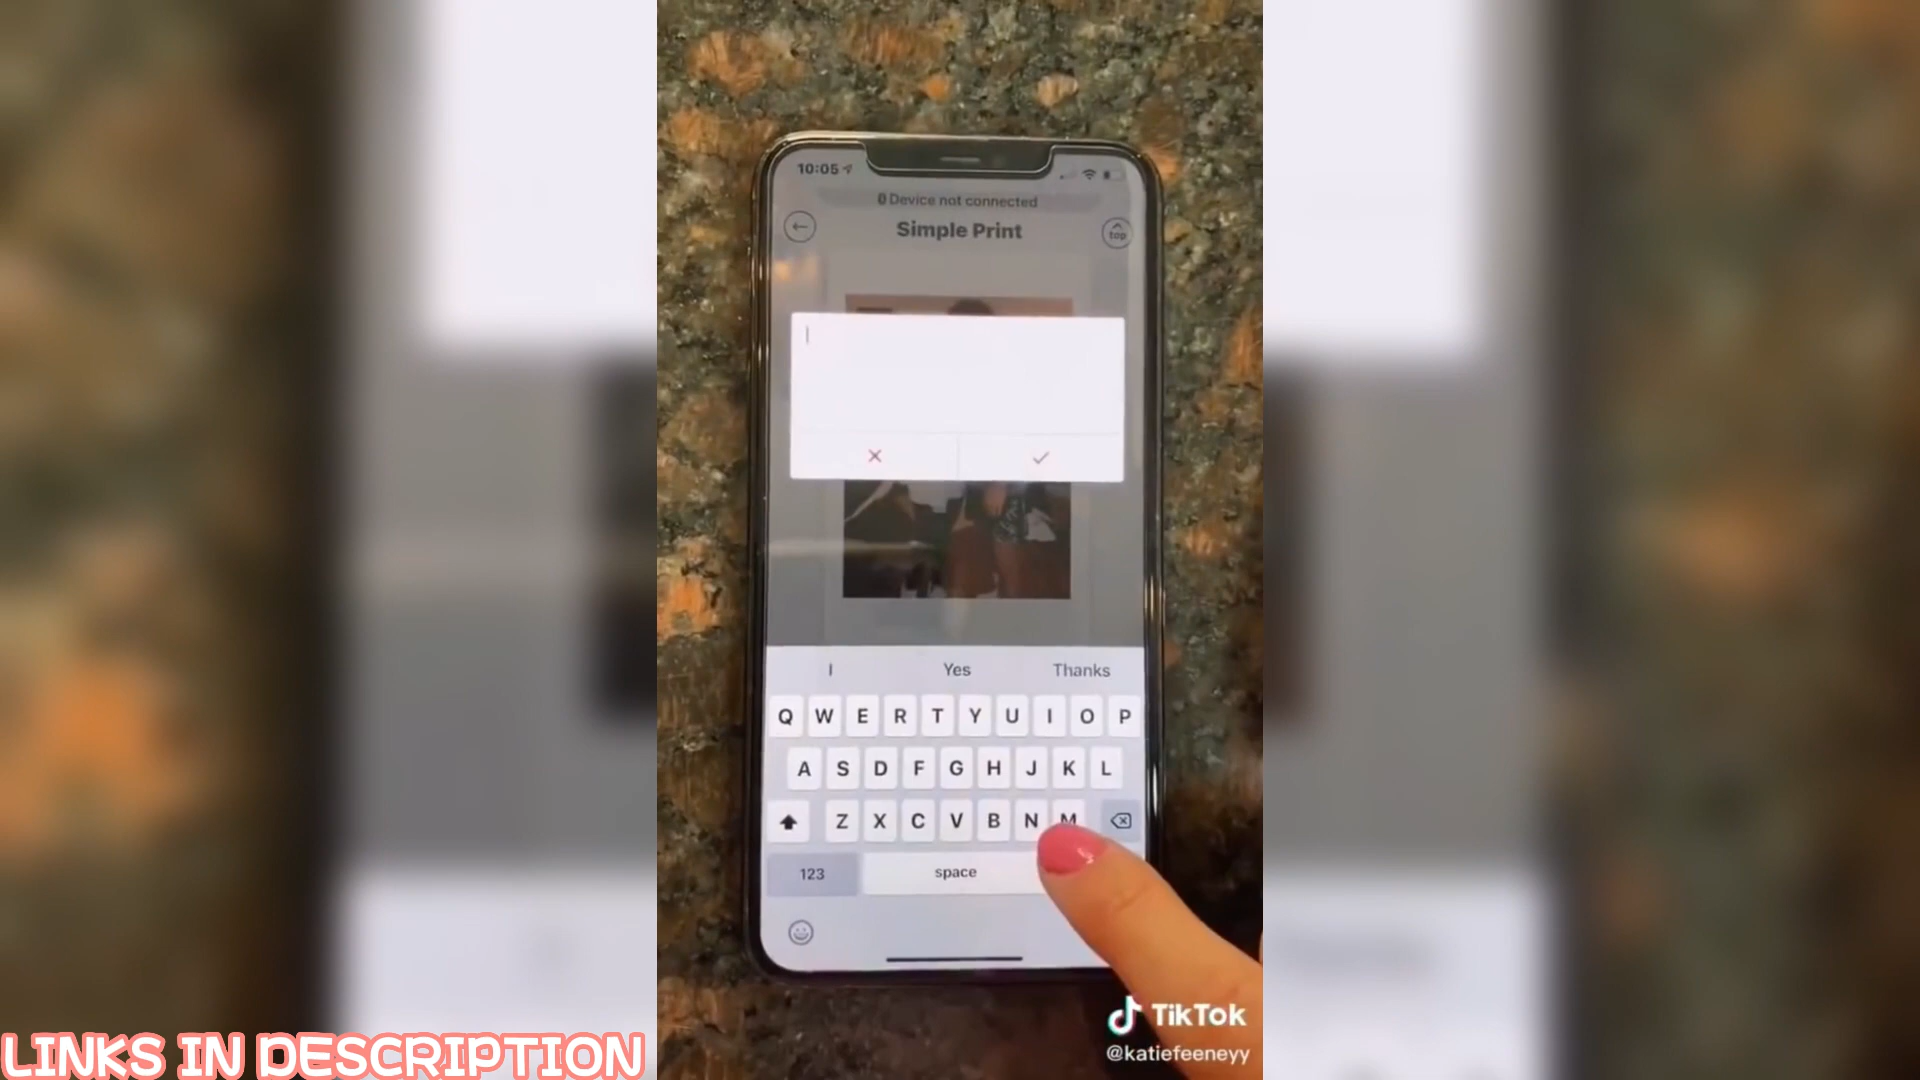 10:05
Device not connected
Simple Print
top
I Yes Thanks
Q W E R T Y U I O P
A S D F G H J K L
Z X C V B N M
123 space
TikTok
@katiefeeneyy
LINKS IN DESCRIPTION